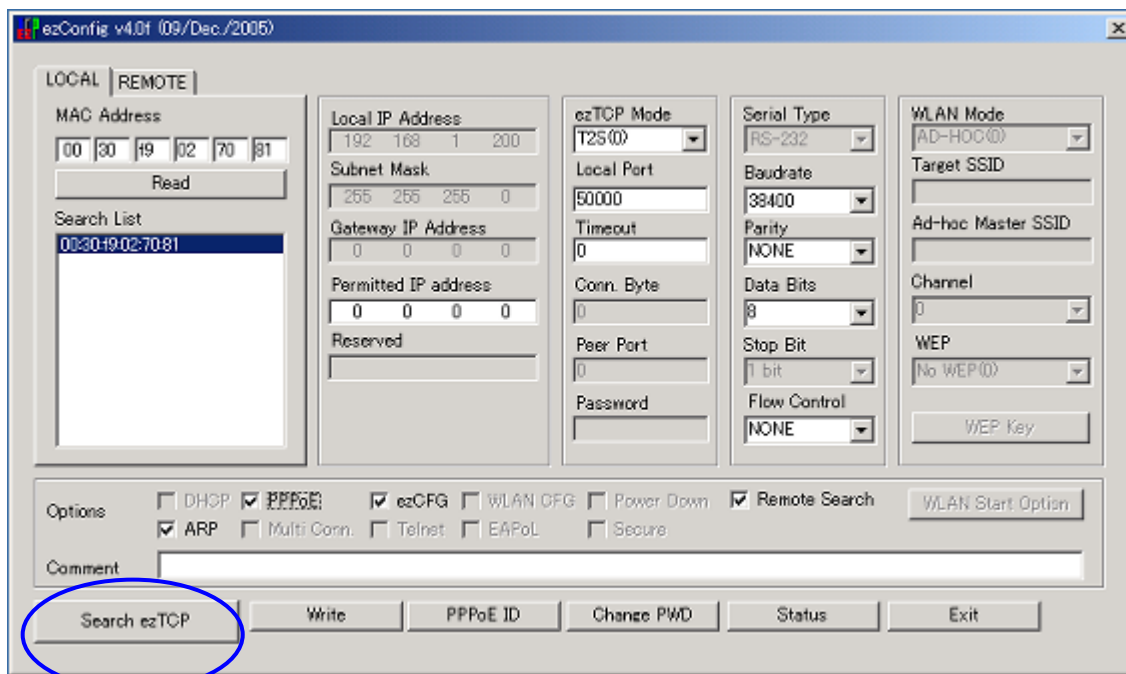 ezConfig v4.0f (09/Dec./2005)
LOCAL
REMOTE
MAC Address
00 30 f9 02 70 81
Read
Search List
00:30:f9:02:70:81
Local IP Address
192 168 1 200
Subnet Mask
255 255 255 0
Gateway IP Address
0 0 0 0
Permitted IP address
0 0 0 0
Reserved
ezTCP Mode
T2S(0)
Local Port
50000
Timeout
0
Conn. Byte
0
Peer Port
0
Password
Serial Type
RS-232
Baudrate
38400
Parity
NONE
Data Bits
8
Stop Bit
1 bit
Flow Control
NONE
WLAN Mode
AD-HOC(0)
Target SSID
Ad-hoc Master SSID
Channel
0
WEP
No WEP(0)
WEP Key
Options
DHCP PPPoE ezCFG WLAN CFG Power Down Remote Search
ARP Multi Conn. Telnet EAPoL Secure
WLAN Start Option
Comment
Search ezTCP Write PPPoE ID Change PWD Status Exit